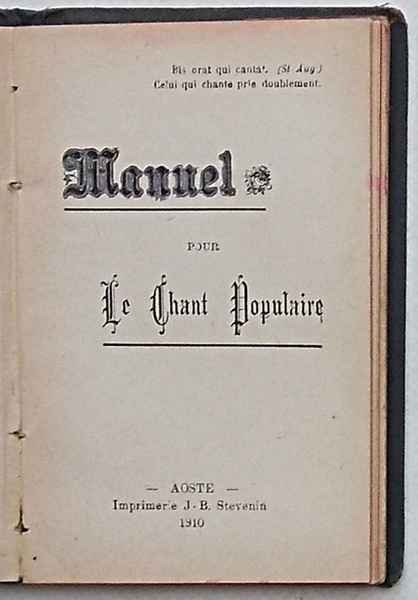 Bis orat qui cantat. (St Aug.)
Celui qui chante prie doublement.
Manuel
POUR
Le Chant Populaire
— AOSTE —
Imprimerie J-B. Stevenin
1910